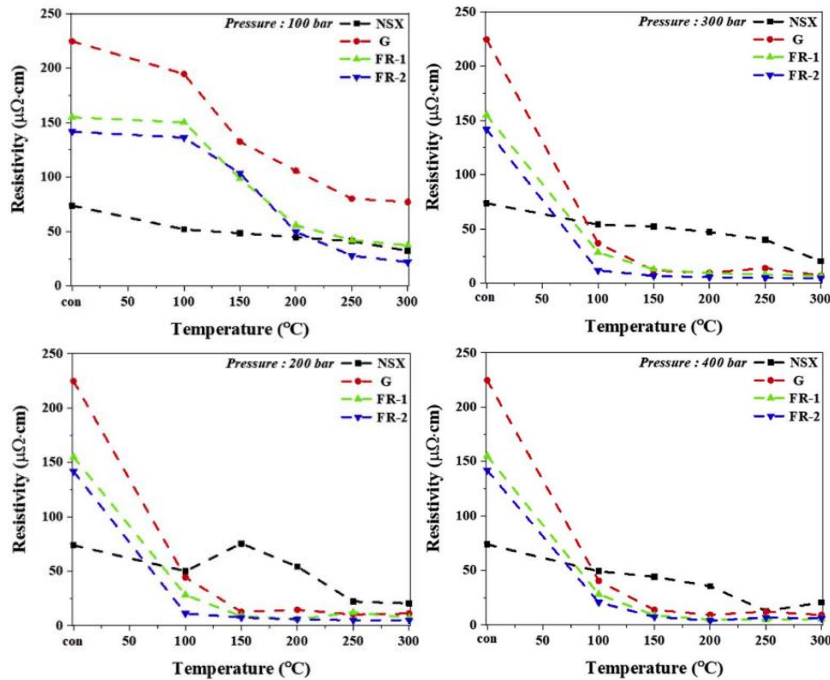 Pressure : 100 bar
NSX
G
FR-1
FR-2
Resistivity (μΩ·cm)
250
200
150
100
50
0
con
50
100
150
200
250
300
Temperature (°C)
Pressure : 300 bar
NSX
G
FR-1
FR-2
Resistivity (μΩ·cm)
250
200
150
100
50
0
con
50
100
150
200
250
300
Temperature (°C)
Pressure : 200 bar
NSX
G
FR-1
FR-2
Resistivity (μΩ·cm)
250
200
150
100
50
0
con
50
100
150
200
250
300
Temperature (°C)
Pressure : 400 bar
NSX
G
FR-1
FR-2
Resistivity (μΩ·cm)
250
200
150
100
50
0
con
50
100
150
200
250
300
Temperature (°C)